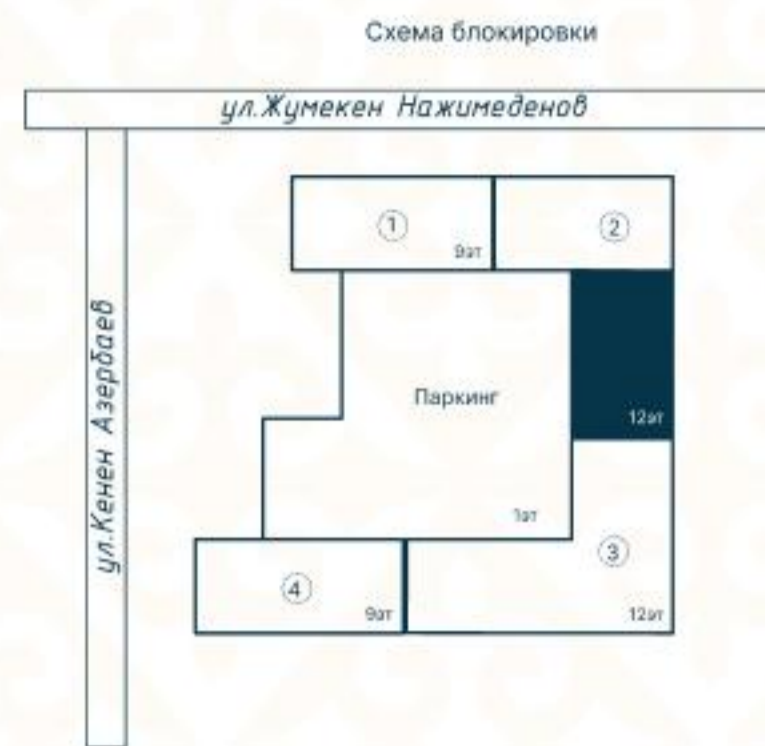 Схема блокировки
ул.Жумекен Нажимеденов
ул.Кенен Азербаев
1
9эт
2
Паркинг
12эт
1эт
3
4
9эт
12эт